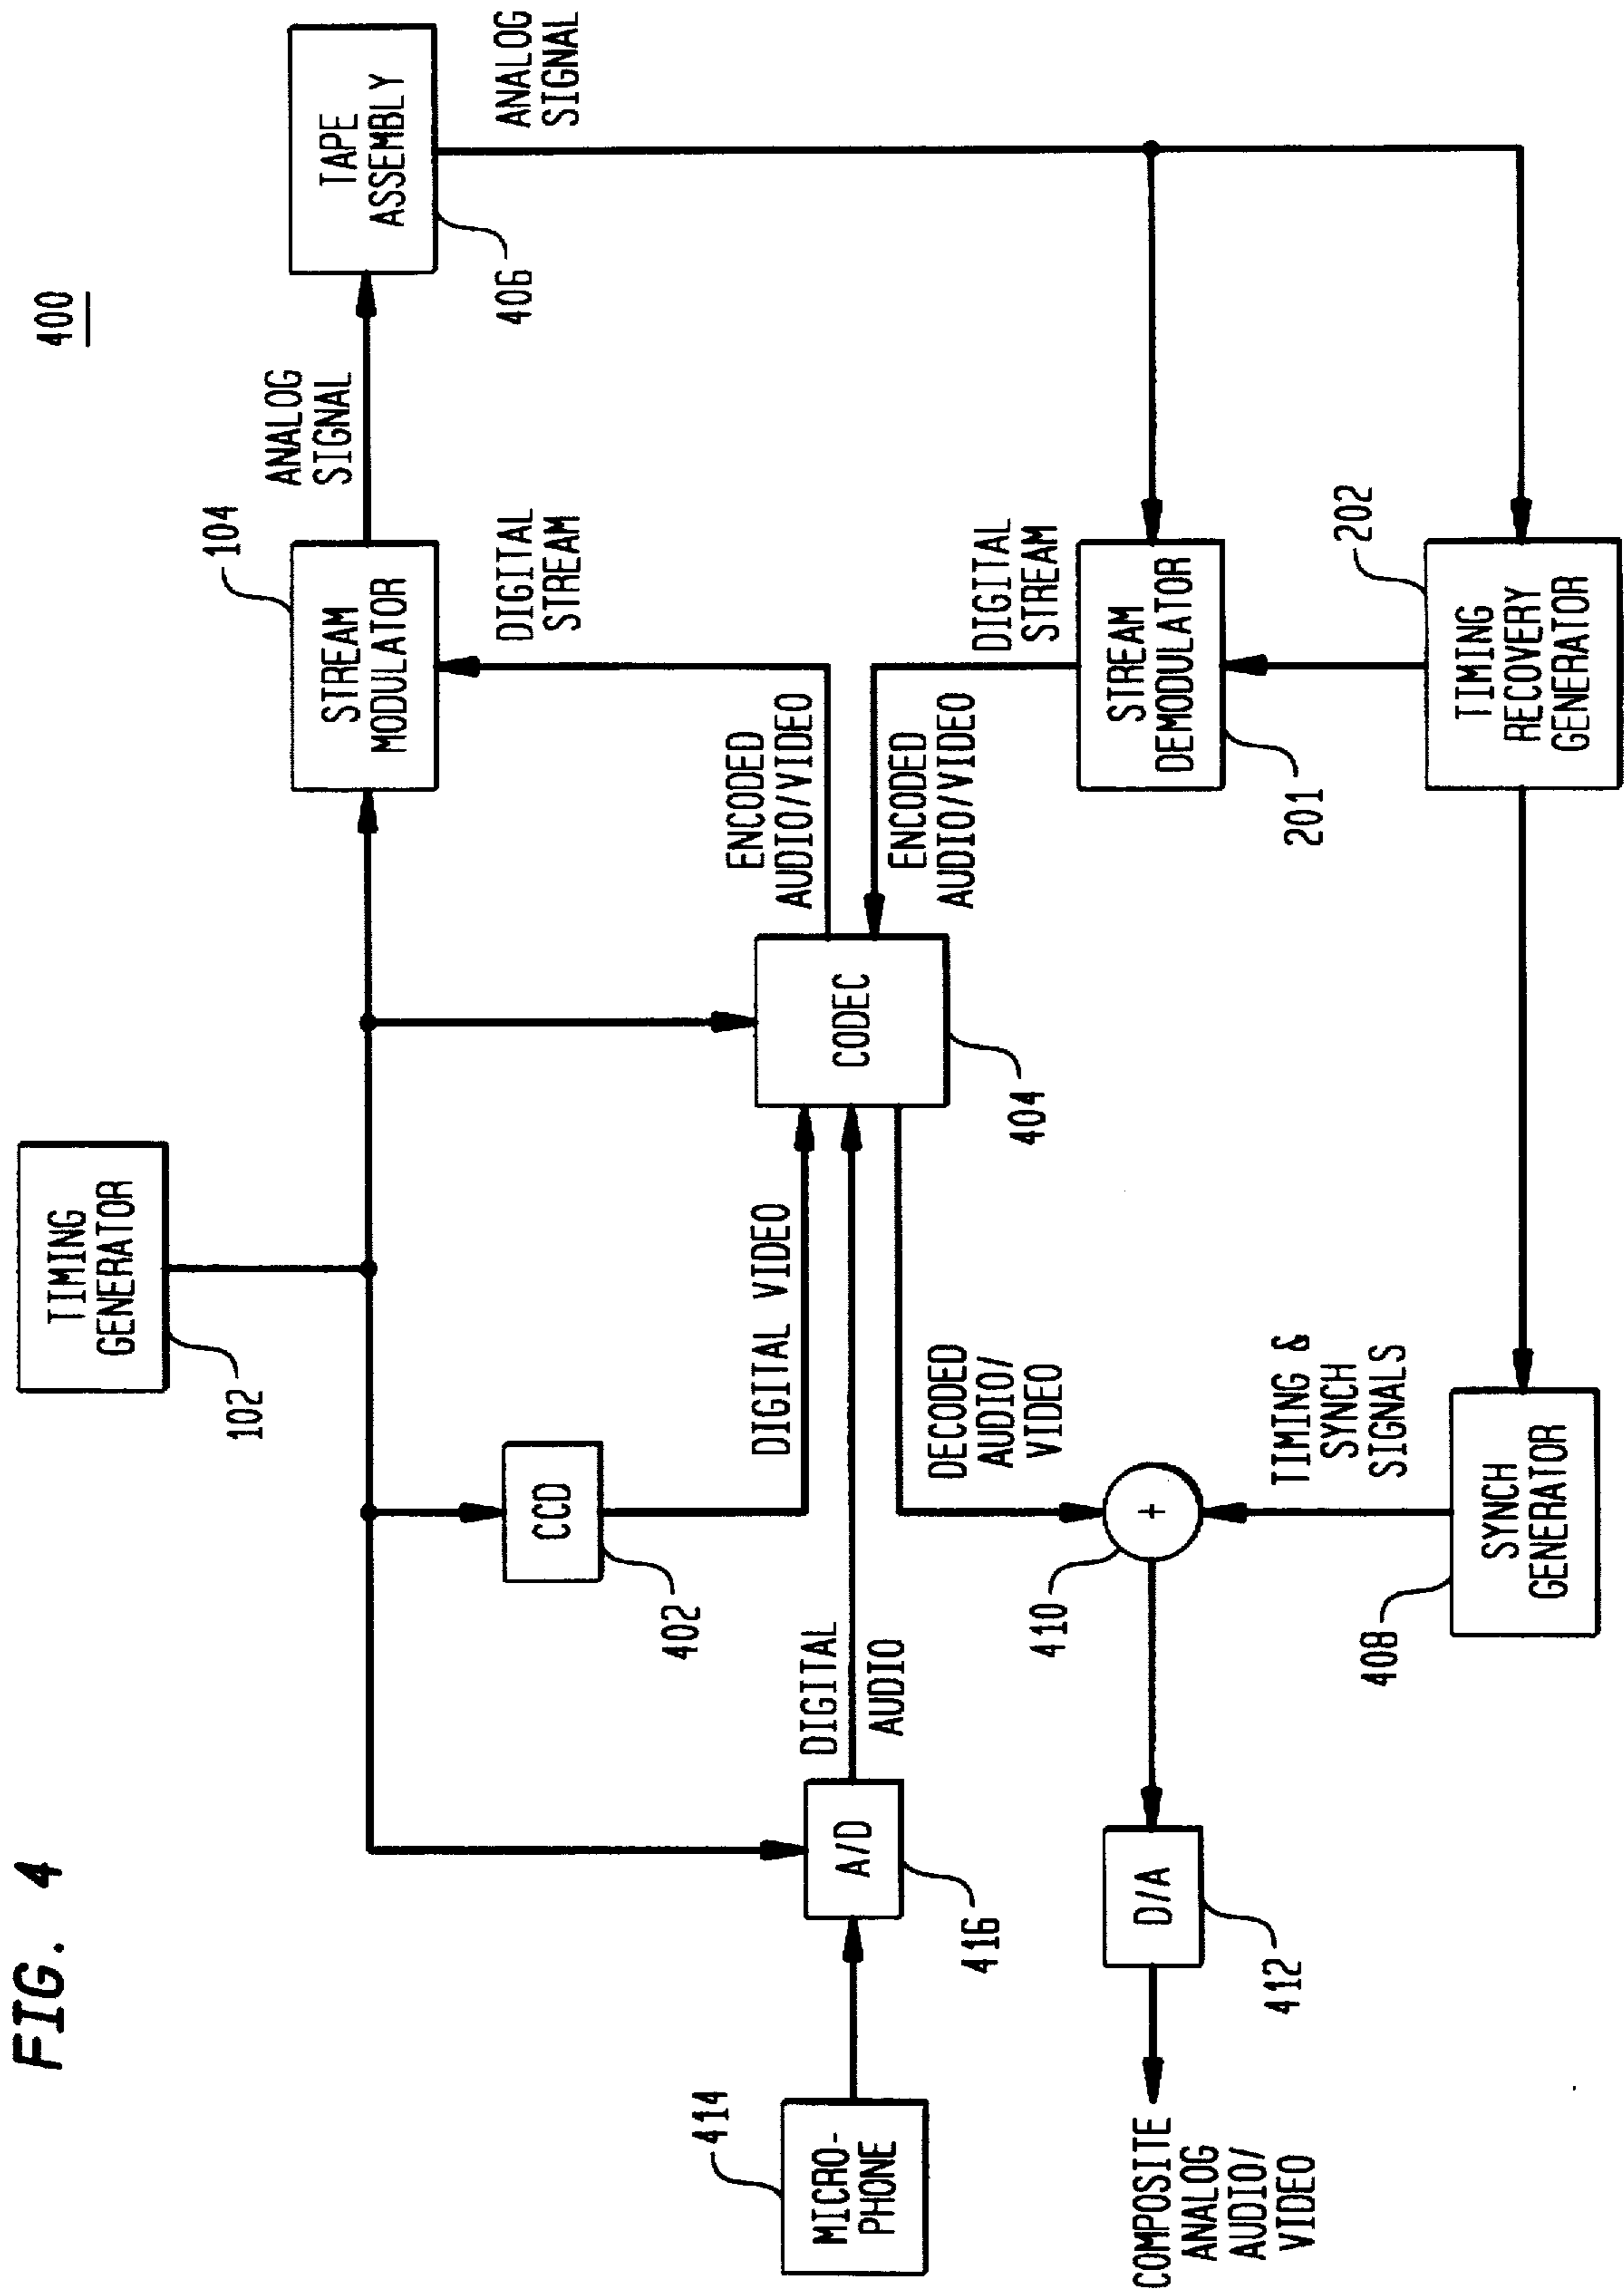 FIG. 4
400
TIMING
GENERATOR
102
STREAM
MODULATOR
104
ANALOG
SIGNAL
TAPE
ASSEMBLY
406
ANALOG
SIGNAL
CCD
402
DIGITAL VIDEO
CODEC
404
ENCODED
AUDIO/VIDEO
DIGITAL
STREAM
ENCODED
AUDIO/VIDEO
DIGITAL
STREAM
MICRO-
PHONE
414
A/D
416
DIGITAL
AUDIO
DECODED
AUDIO/
VIDEO
STREAM
DEMODULATOR
201
TIMING
RECOVERY
GENERATOR
202
COMPOSITE
ANALOG
AUDIO/
VIDEO
D/A
412
+
410
TIMING &
SYNCH
SIGNALS
SYNCH
GENERATOR
408